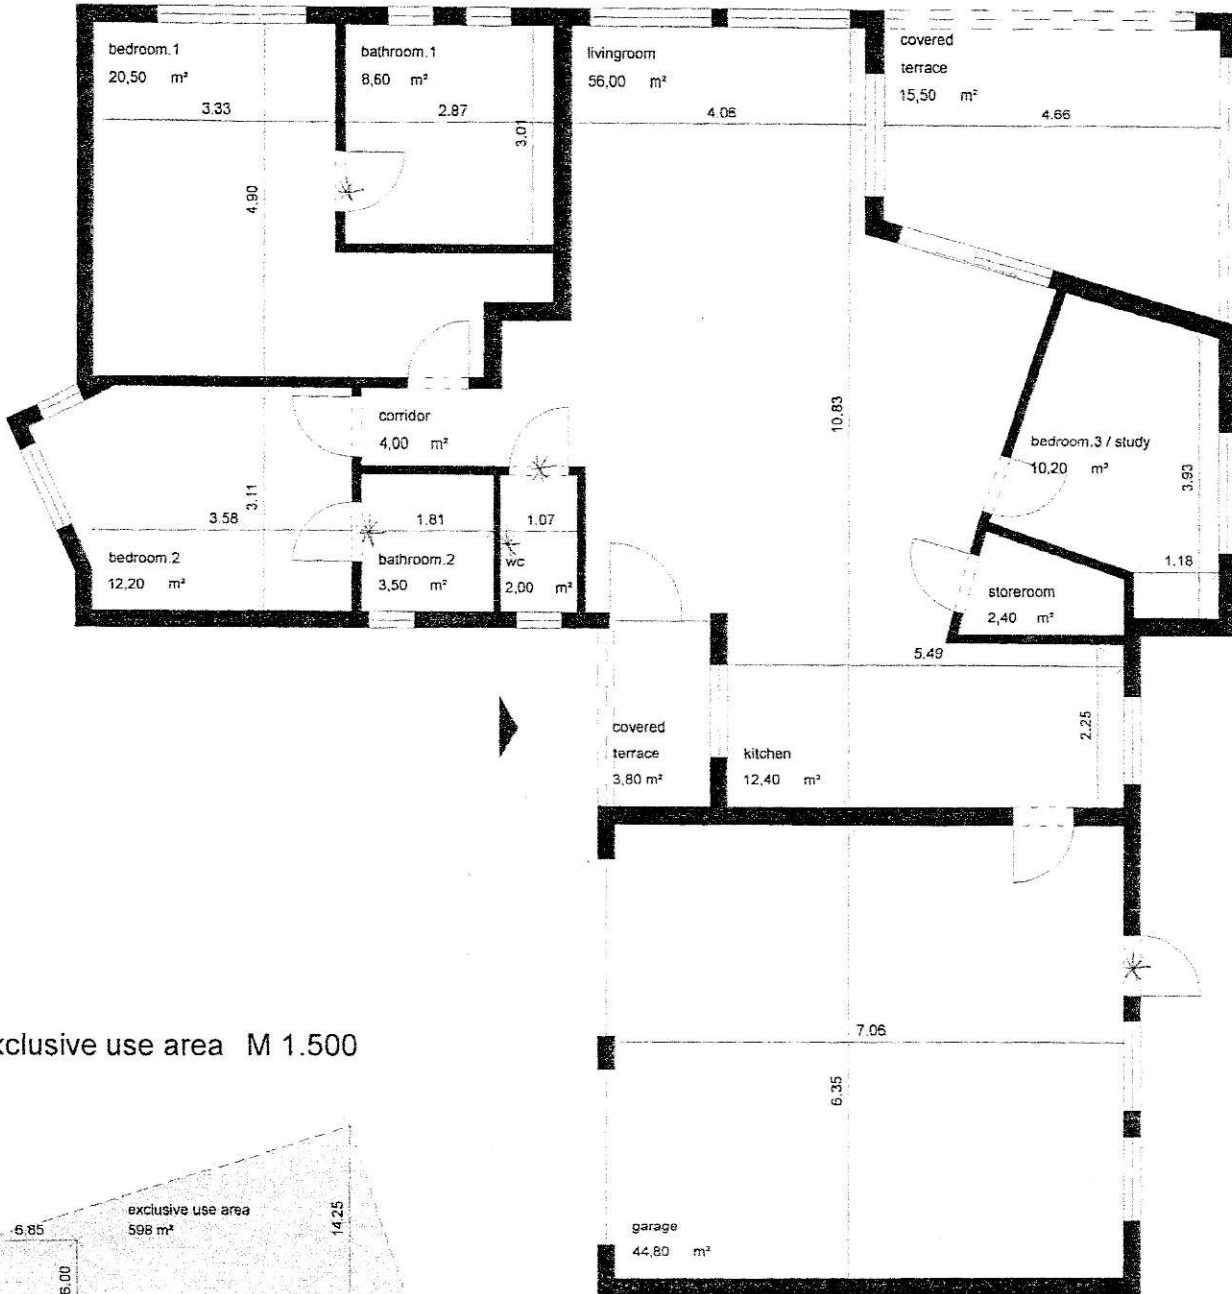 bedroom.1
20,50 m²
3.33
4.90
bathroom.1
8,60 m²
2.87
3.01
livingroom
56,00 m²
4.06
10.83
covered
terrace
15,50 m²
4.66
corridor
4,00 m²
bedroom.3 / study
10,20 m²
3.93
1.18
3.58
3.11
bedroom.2
12,20 m²
1.81
bathroom.2
3,50 m²
1.07
wc
2,00 m²
storeroom
2,40 m²
5.49
2.25
covered
terrace
3,80 m²
kitchen
12,40 m²
7.06
6.35
garage
44,80 m²
xclusive use area M 1.500
exclusive use area
598 m²
14.25
6.85
6.00